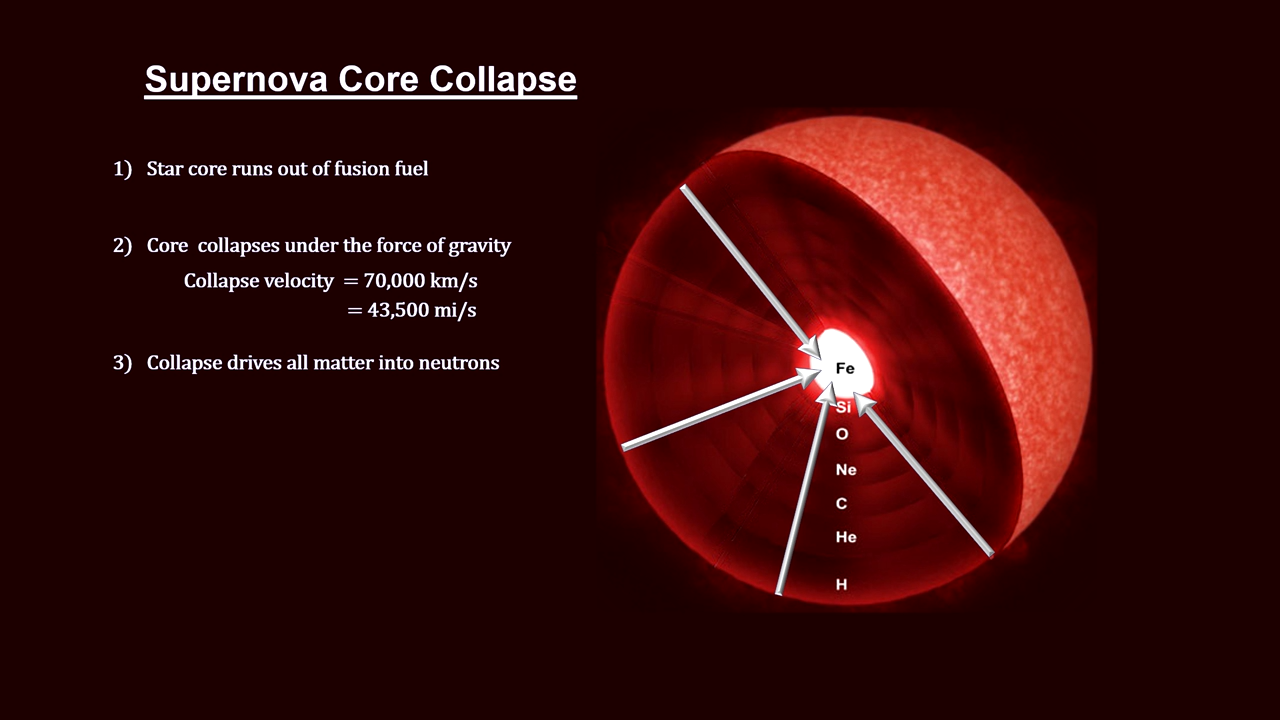 Supernova Core Collapse
1) Star core runs out of fusion fuel
2) Core collapses under the force of gravity
Collapse velocity = 70,000 km/s
= 43,500 mi/s
3) Collapse drives all matter into neutrons
Fe
Si
O
Ne
C
He
H